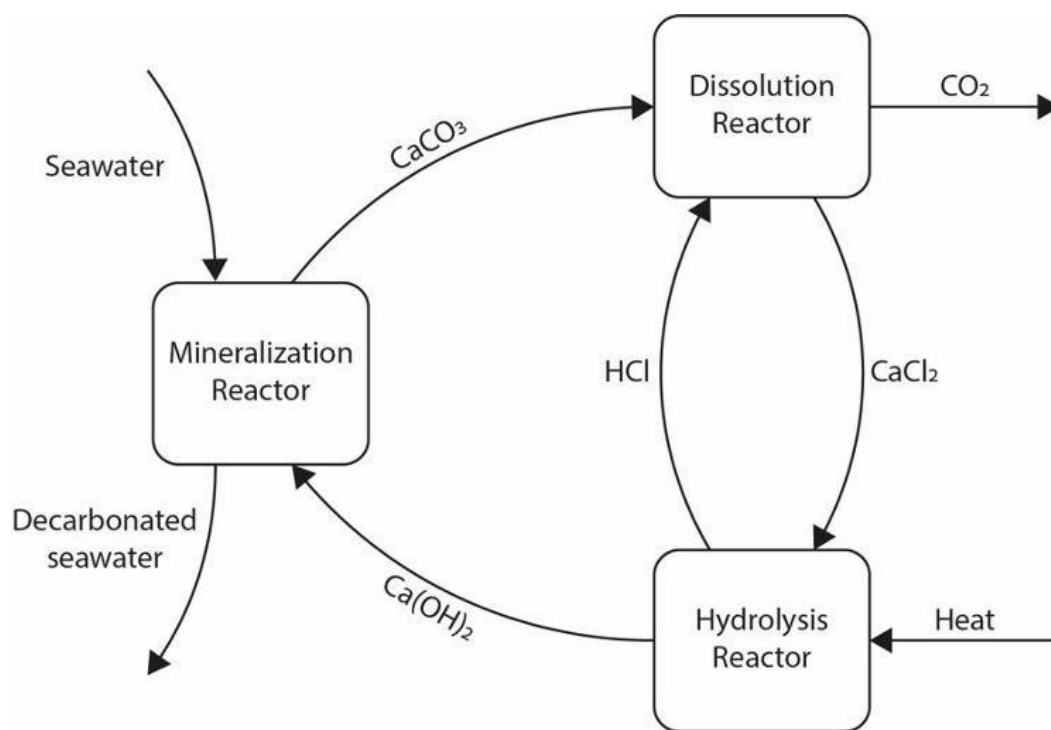 Dissolution
Reactor
CO₂
CaCO₃
Seawater
Mineralization
Reactor
HCl
CaCl₂
Decarbonated
seawater
Ca(OH)₂
Hydrolysis
Reactor
Heat